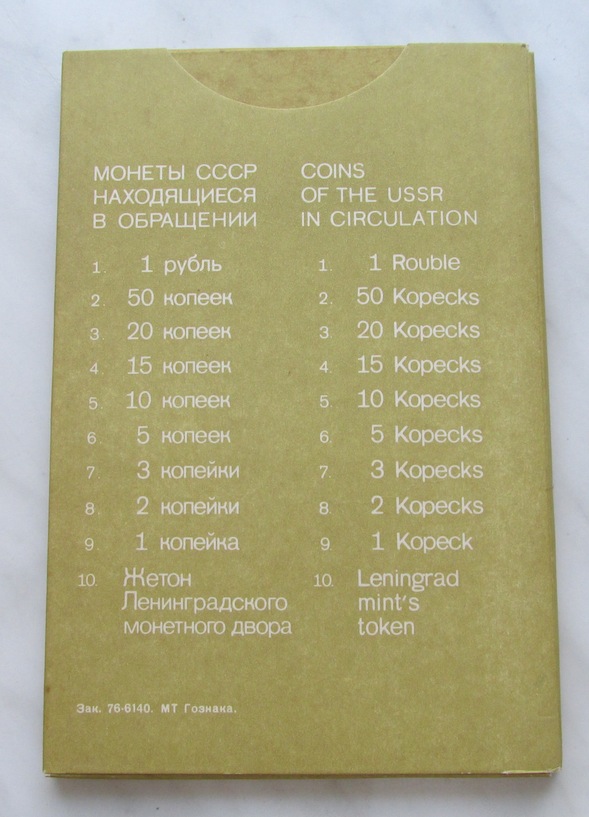 МОНЕТЫ СССР
НАХОДЯЩИЕСЯ
В ОБРАЩЕНИИ
1. 1 рубль
2. 50 копеек
3. 20 копеек
4. 15 копеек
5. 10 копеек
6. 5 копеек
7. 3 копейки
8. 2 копейки
9. 1 копейка
10. Жетон
Ленинградского
монетного двора
COINS
OF THE USSR
IN CIRCULATION
1. 1 Rouble
2. 50 Kopecks
3. 20 Kopecks
4. 15 Kopecks
5. 10 Kopecks
6. 5 Kopecks
7. 3 Kopecks
8. 2 Kopecks
9. 1 Kopeck
10. Leningrad
mint's
token
Зак. 76-6140. МТ Гознака.